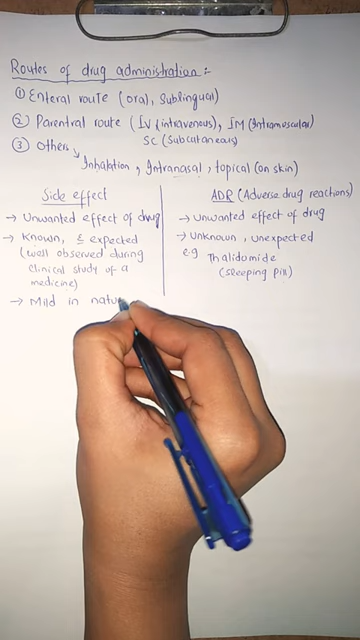 Routes of drug administration :-
① Enteral route (oral, Sublingual)
② Parentral route (IV (intravenous), IM (Intramuscular)
SC (Subcutaneous)
③ Others
Inhalation, Intranasal, topical (on skin)
Side effect
→ Unwanted effect of drug
→ Known, & expected
(well observed during
clinical study of a
medicine)
→ Mild in natu
ADR (Adverse drug reactions)
→ Unwanted effect of drug
→ Unknown, unexpected
e.g Thalidomide
(Sleeping pill)